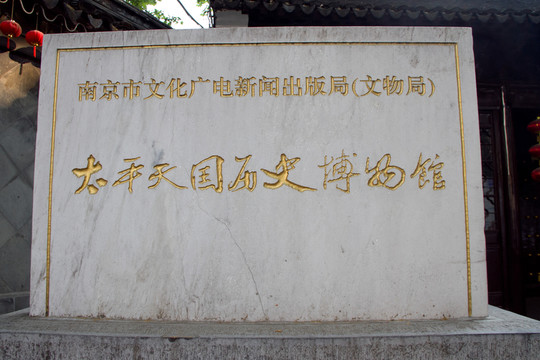 南京市文化广电新闻出版局(文物局)
太平天国历史博物馆